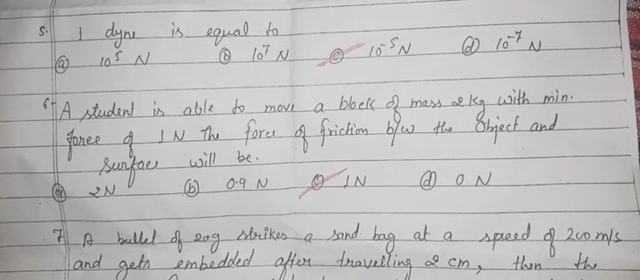 5. 1 dyne is equal to
(a) 10⁵ N (b) 10⁷ N (c) 10⁻⁵ N (d) 10⁻⁷ N
6. A student is able to move a block of mass 2 kg with min.
force of 1N The force of friction b/w the Object and
surface will be.
(a) 2N (b) 0.9 N (c) 1N (d) 0 N
7 A bullet of 20g strikes a sand bag at a speed of 200 m/s
and gets embedded after travelling 2 cm, then the